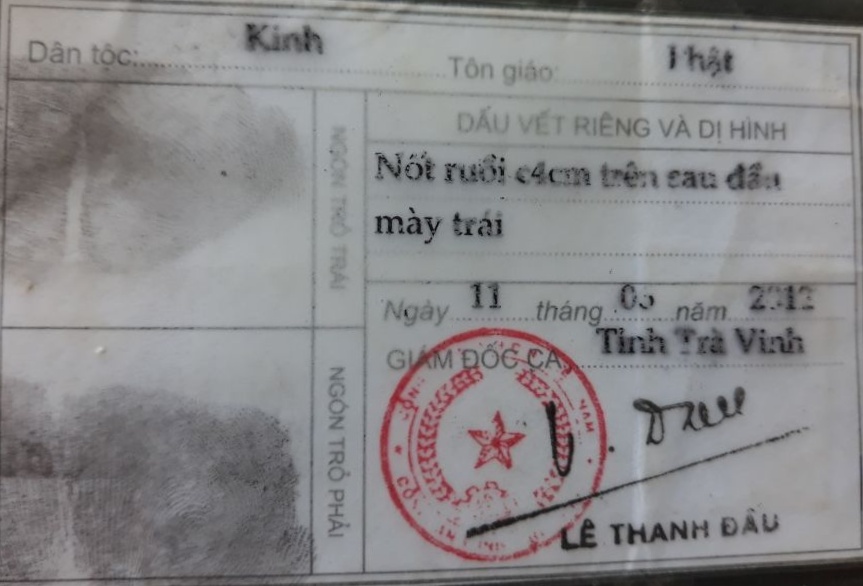 Dân tộc: Kinh Tôn giáo: Phật
NGÓN TRỎ TRÁI
DẤU VẾT RIÊNG VÀ DỊ HÌNH
Nốt ruồi c4cm trên sau đầu
mày trái
Ngày 11 tháng 05 năm 2012
GIÁM ĐỐC CA Tỉnh Trà Vinh
NGÓN TRỎ PHẢI
LÊ THANH ĐẤU